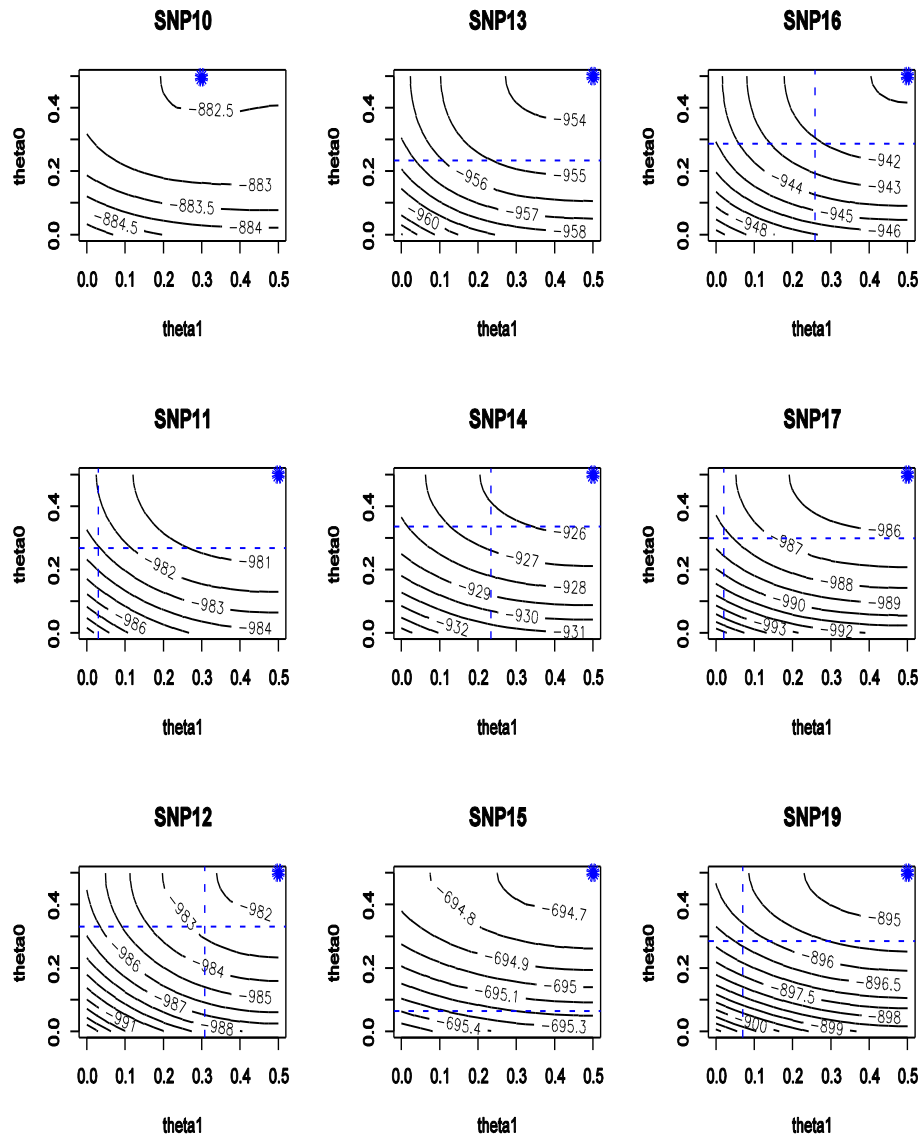 SNP10
SNP13
SNP16
theta0
0.0 0.2 0.4
-882.5
-883
-883.5
-884
-884.5
0.0 0.1 0.2 0.3 0.4 0.5
theta1
theta0
0.0 0.2 0.4
-954
-955
-956
-957
-958
-960
0.0 0.1 0.2 0.3 0.4 0.5
theta1
theta0
0.0 0.2 0.4
-942
-943
-944
-945
-946
-948
0.0 0.1 0.2 0.3 0.4 0.5
theta1
SNP11
SNP14
SNP17
theta0
0.0 0.2 0.4
-981
-982
-983
-984
-986
0.0 0.1 0.2 0.3 0.4 0.5
theta1
theta0
0.0 0.2 0.4
-926
-927
-928
-929
-930
-931
-932
0.0 0.1 0.2 0.3 0.4 0.5
theta1
theta0
0.0 0.2 0.4
-986
-987
-988
-989
-990
-992
-993
0.0 0.1 0.2 0.3 0.4 0.5
theta1
SNP12
SNP15
SNP19
theta0
0.0 0.2 0.4
-982
-983
-984
-985
-986
-987
-988
-991
0.0 0.1 0.2 0.3 0.4 0.5
theta1
theta0
0.0 0.2 0.4
-694.7
-694.8
-694.9
-695
-695.1
-695.3
-695.4
0.0 0.1 0.2 0.3 0.4 0.5
theta1
theta0
0.0 0.2 0.4
-895
-896
-896.5
-897.5
-898
-899
-900
0.0 0.1 0.2 0.3 0.4 0.5
theta1